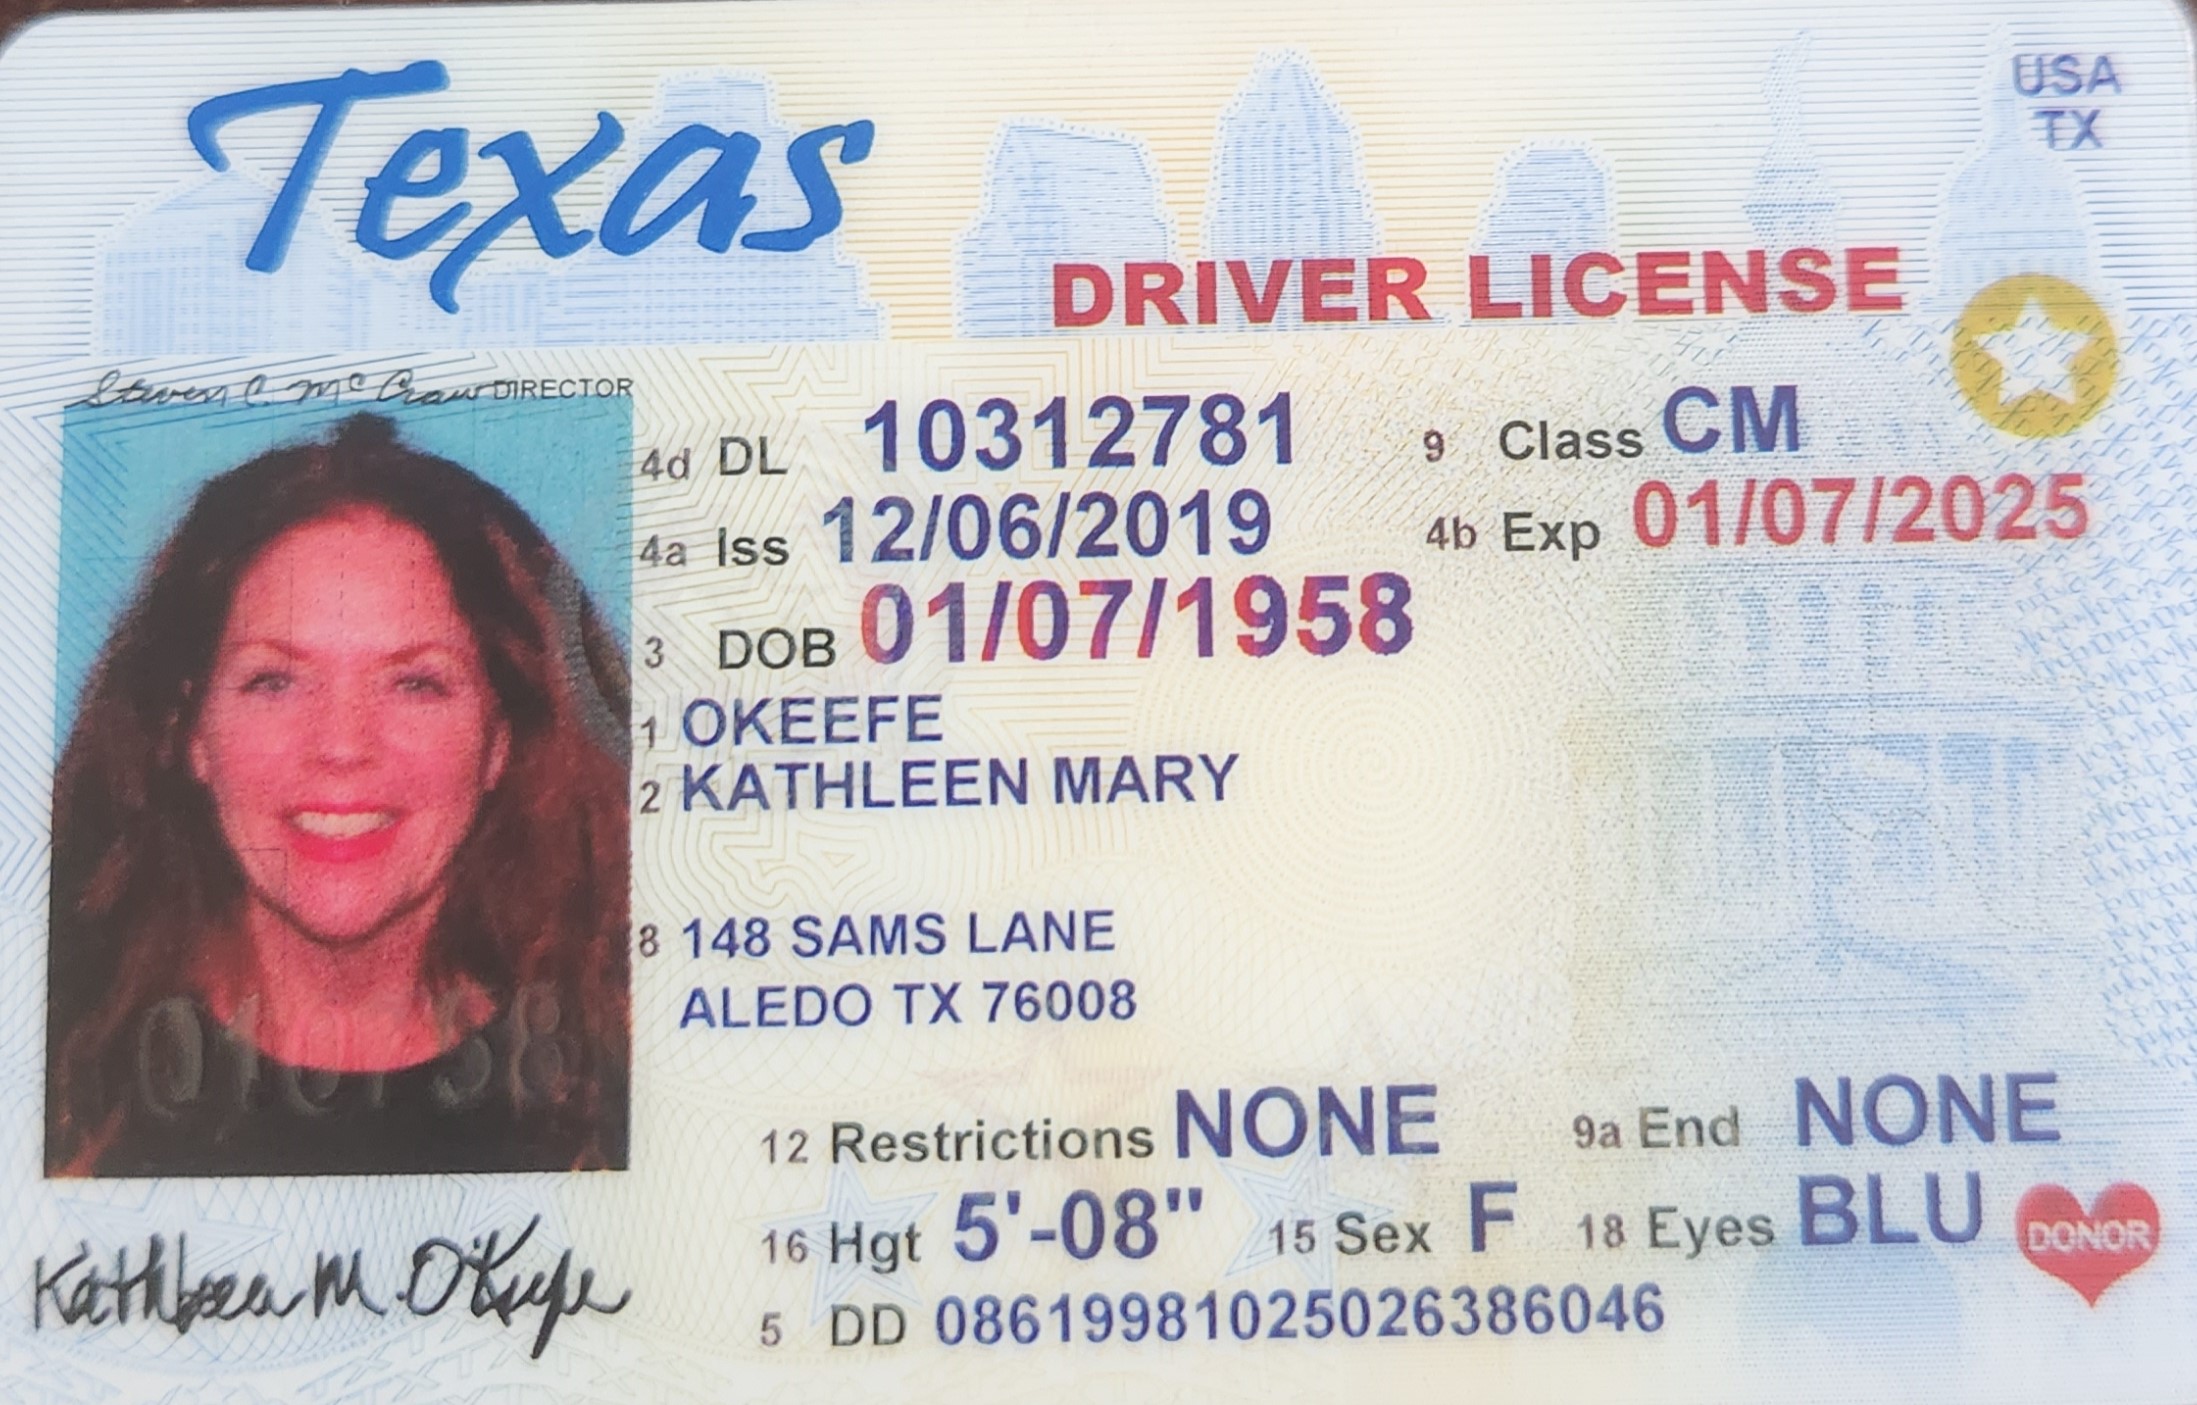 Texas
USA
TX
DRIVER LICENSE
Steven C. McCraw DIRECTOR
4d DL 10312781 9 Class CM
4a Iss 12/06/2019 4b Exp 01/07/2025
3 DOB 01/07/1958
1 OKEEFE
2 KATHLEEN MARY
8 148 SAMS LANE
ALEDO TX 76008
010758
12 Restrictions NONE 9a End NONE
16 Hgt 5'-08" 15 Sex F 18 Eyes BLU
DONOR
5 DD 08619981025026386046
Kathleen M. O'Keefe